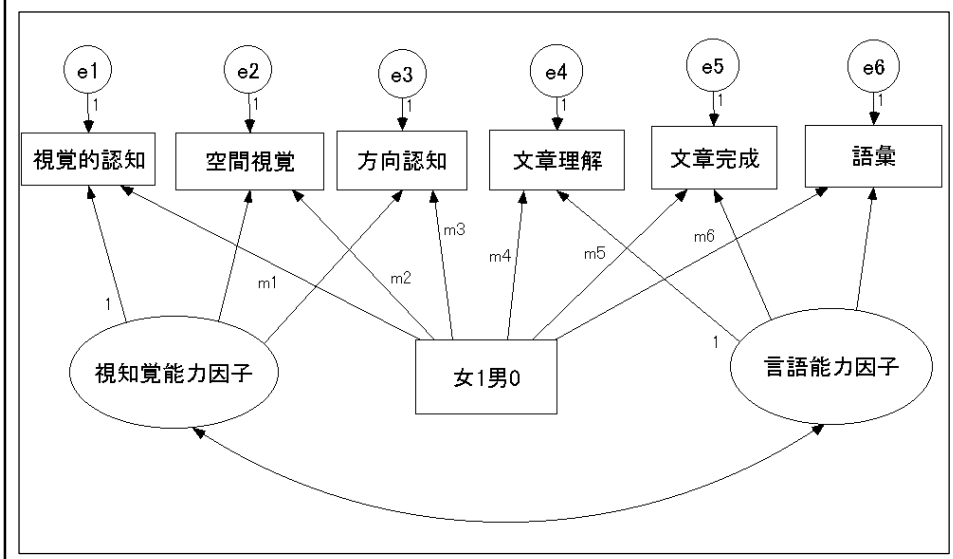 e1
e2
e3
e4
e5
e6
1
1
1
1
1
1
視覚的認知
空間視覚
方向認知
文章理解
文章完成
語彙
m1
m2
m3
m4
m5
m6
1
1
視知覚能力因子
女1男0
言語能力因子